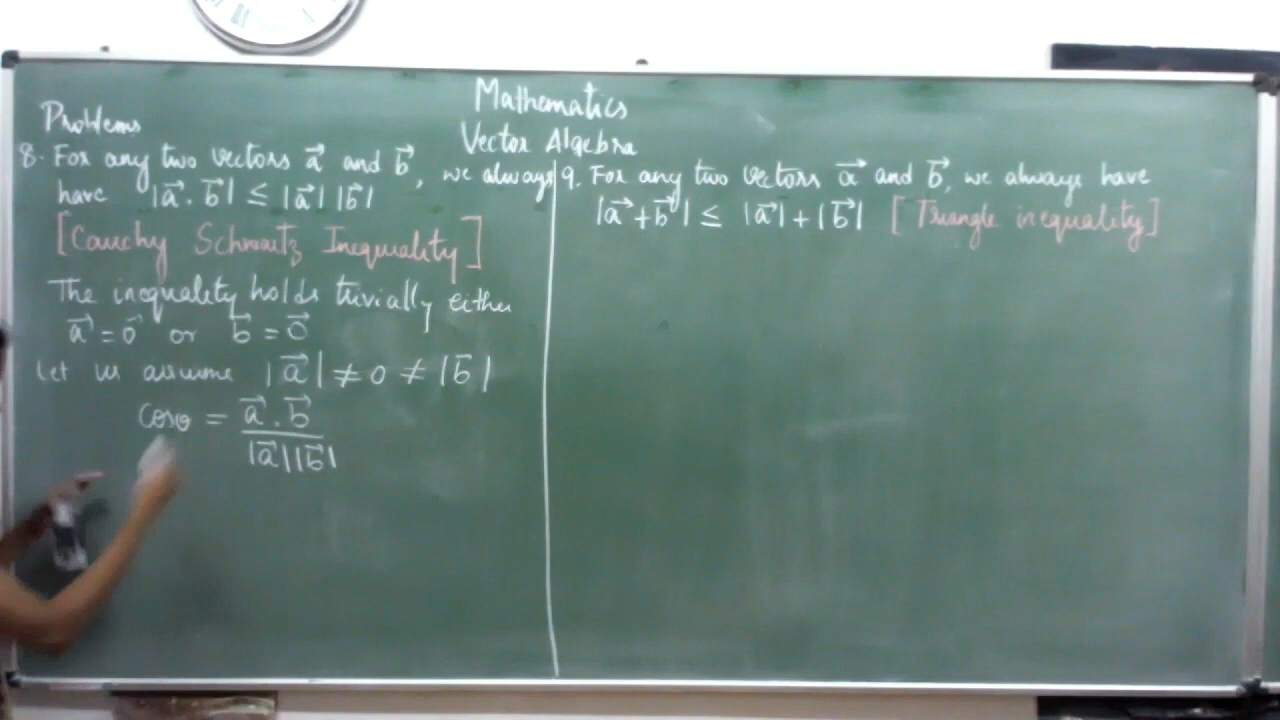 Mathematics
Vector Algebra
Problems
8. For any two vectors a⃗ and b⃗, we always
have |a⃗ . b⃗| ≤ |a⃗| |b⃗|
[Cauchy Schwartz Inequality]
The inequality holds trivially either
a⃗ = 0⃗ or b⃗ = 0⃗
Let us assume |a⃗| ≠ 0 ≠ |b⃗|
cosθ = a⃗ . b⃗
|a⃗||b⃗|
9. For any two vectors a⃗ and b⃗, we always have
|a⃗ + b⃗| ≤ |a⃗| + |b⃗| [Triangle inequality]